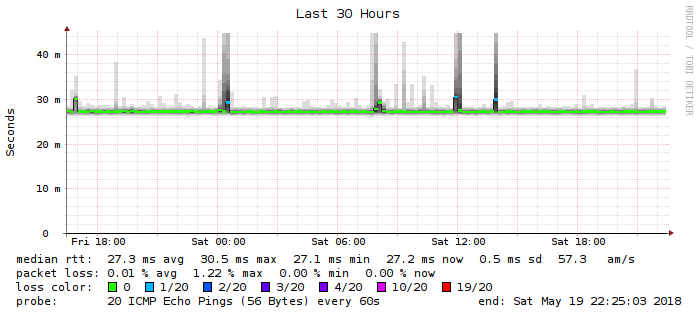 Last 30 Hours
RRDTOOL / TOBI OETIKER
Seconds
40 m
30 m
20 m
10 m
0
Fri 18:00 Sat 00:00 Sat 06:00 Sat 12:00 Sat 18:00
median rtt: 27.3 ms avg 30.5 ms max 27.1 ms min 27.2 ms now 0.5 ms sd 57.3 am/s
packet loss: 0.01 % avg 1.22 % max 0.00 % min 0.00 % now
loss color: 0 1/20 2/20 3/20 4/20 10/20 19/20
probe: 20 ICMP Echo Pings (56 Bytes) every 60s end: Sat May 19 22:25:03 2018